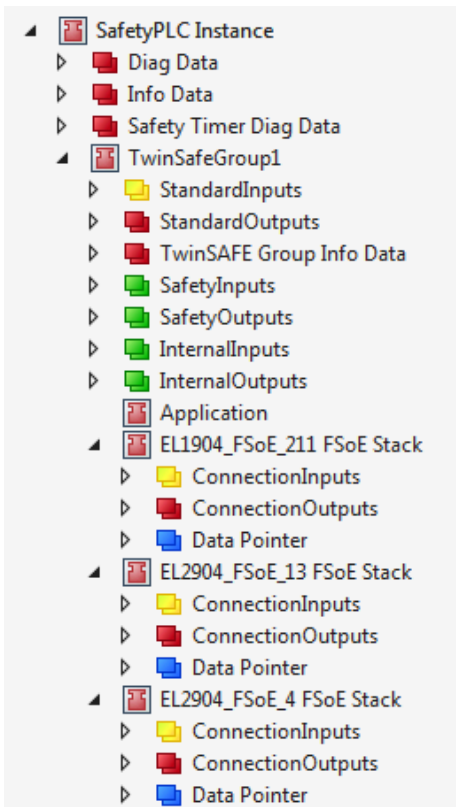 SafetyPLC Instance
Diag Data
Info Data
Safety Timer Diag Data
TwinSafeGroup1
StandardInputs
StandardOutputs
TwinSAFE Group Info Data
SafetyInputs
SafetyOutputs
InternalInputs
InternalOutputs
Application
EL1904_FSoE_211 FSoE Stack
ConnectionInputs
ConnectionOutputs
Data Pointer
EL2904_FSoE_13 FSoE Stack
ConnectionInputs
ConnectionOutputs
Data Pointer
EL2904_FSoE_4 FSoE Stack
ConnectionInputs
ConnectionOutputs
Data Pointer